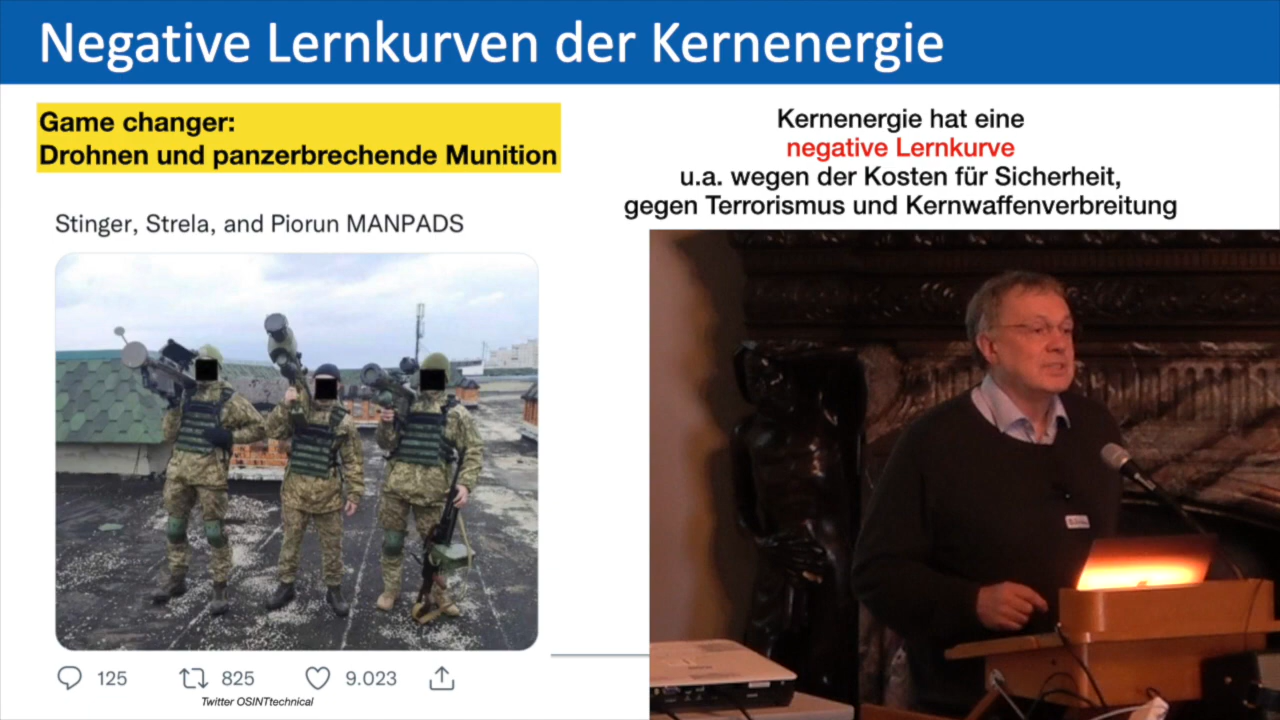 Negative Lernkurven der Kernenergie
Game changer:
Drohnen und panzerbrechende Munition
Stinger, Strela, and Piorun MANPADS
125 825 9.023
Twitter OSINTtechnical
Kernenergie hat eine
negative Lernkurve
u.a. wegen der Kosten für Sicherheit,
gegen Terrorismus und Kernwaffenverbreitung